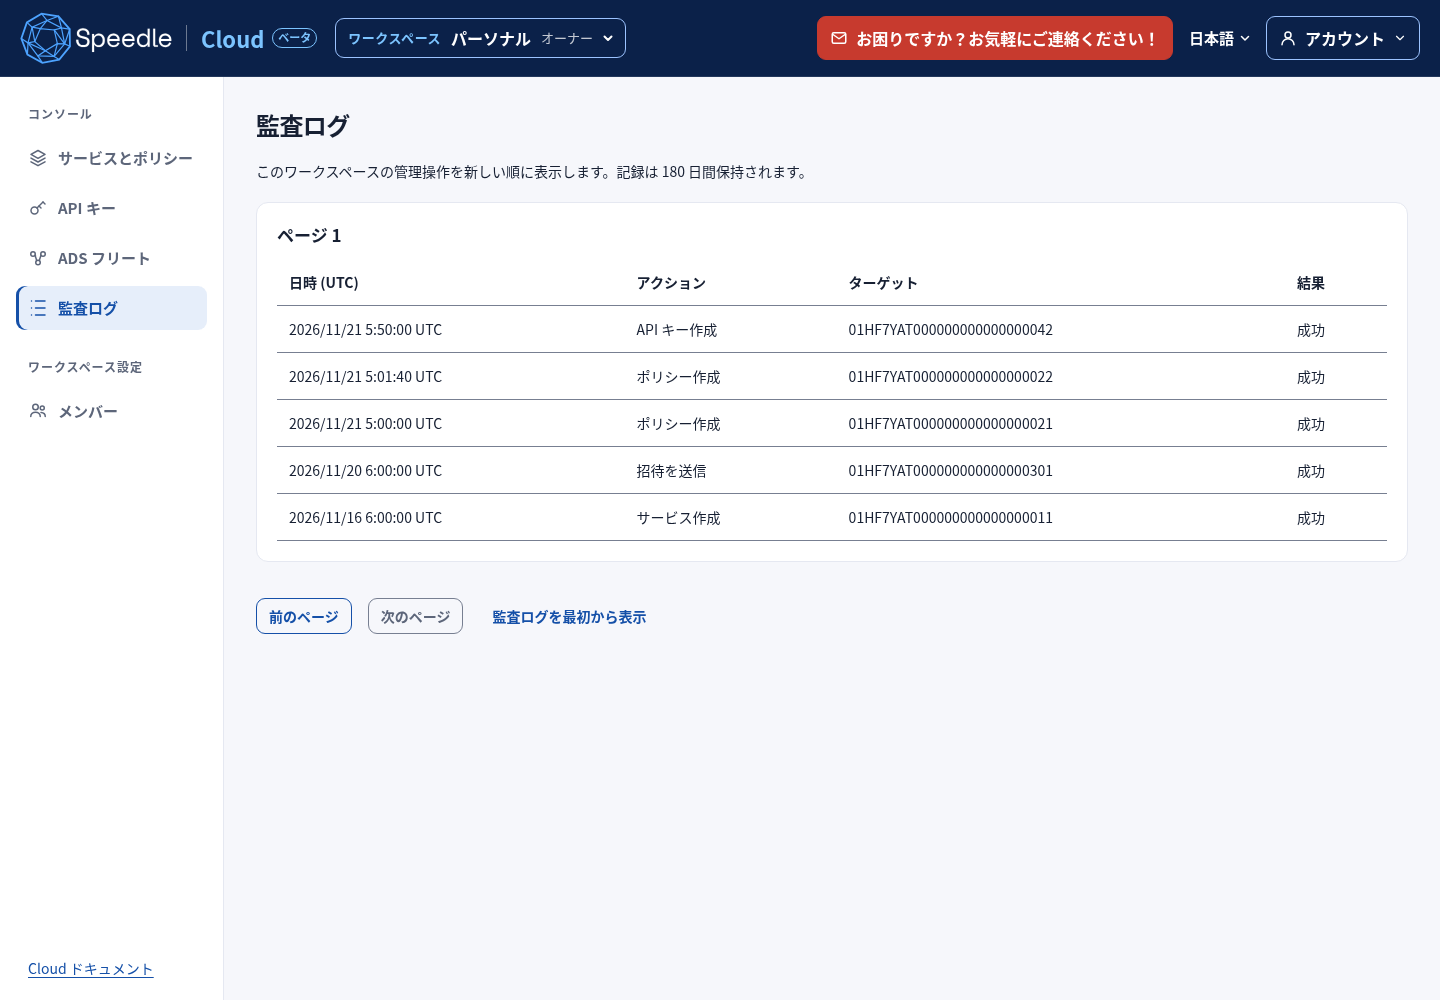 Speedle Cloud ベータ ワークスペース パーソナル オーナー お困りですか？お気軽にご連絡ください！ 日本語 アカウント
コンソール
サービスとポリシー
API キー
ADS フリート
監査ログ
ワークスペース設定
メンバー
Cloud ドキュメント
監査ログ
このワークスペースの管理操作を新しい順に表示します。記録は 180 日間保持されます。
ページ 1
日時 (UTC) アクション ターゲット 結果
2026/11/21 5:50:00 UTC API キー作成 01HF7YAT000000000000000042 成功
2026/11/21 5:01:40 UTC ポリシー作成 01HF7YAT000000000000000022 成功
2026/11/21 5:00:00 UTC ポリシー作成 01HF7YAT000000000000000021 成功
2026/11/20 6:00:00 UTC 招待を送信 01HF7YAT000000000000000301 成功
2026/11/16 6:00:00 UTC サービス作成 01HF7YAT000000000000000011 成功
前のページ 次のページ 監査ログを最初から表示